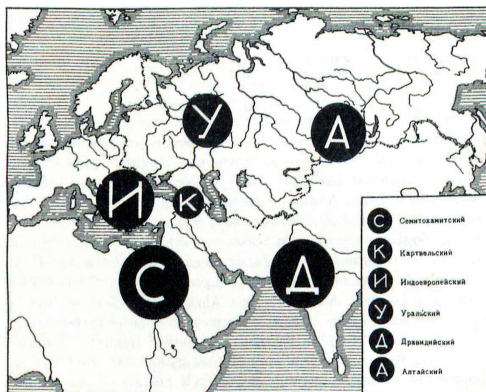 У
А
И
К
С
Д
С Семитохамитский
К Картвельский
И Индоевропейский
У Уральский
Д Дравидийский
А Алтайский